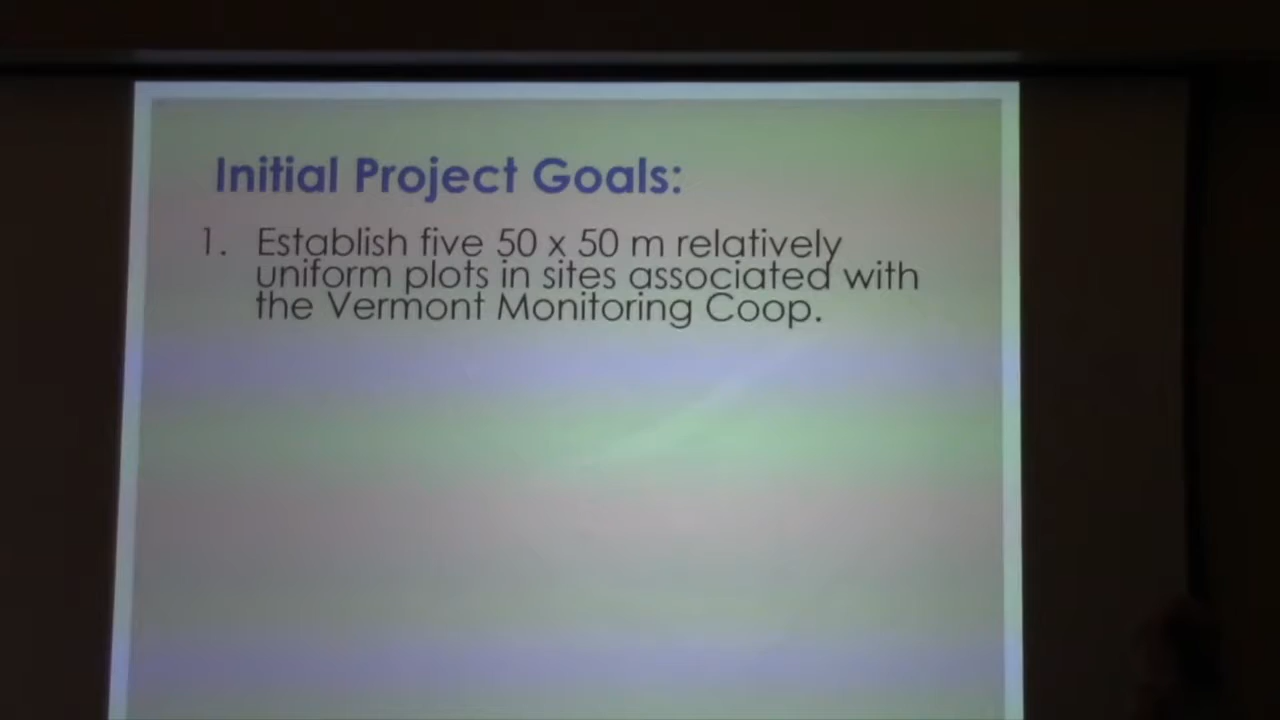 Initial Project Goals:
1. Establish five 50 x 50 m relatively
uniform plots in sites associated with
the Vermont Monitoring Coop.